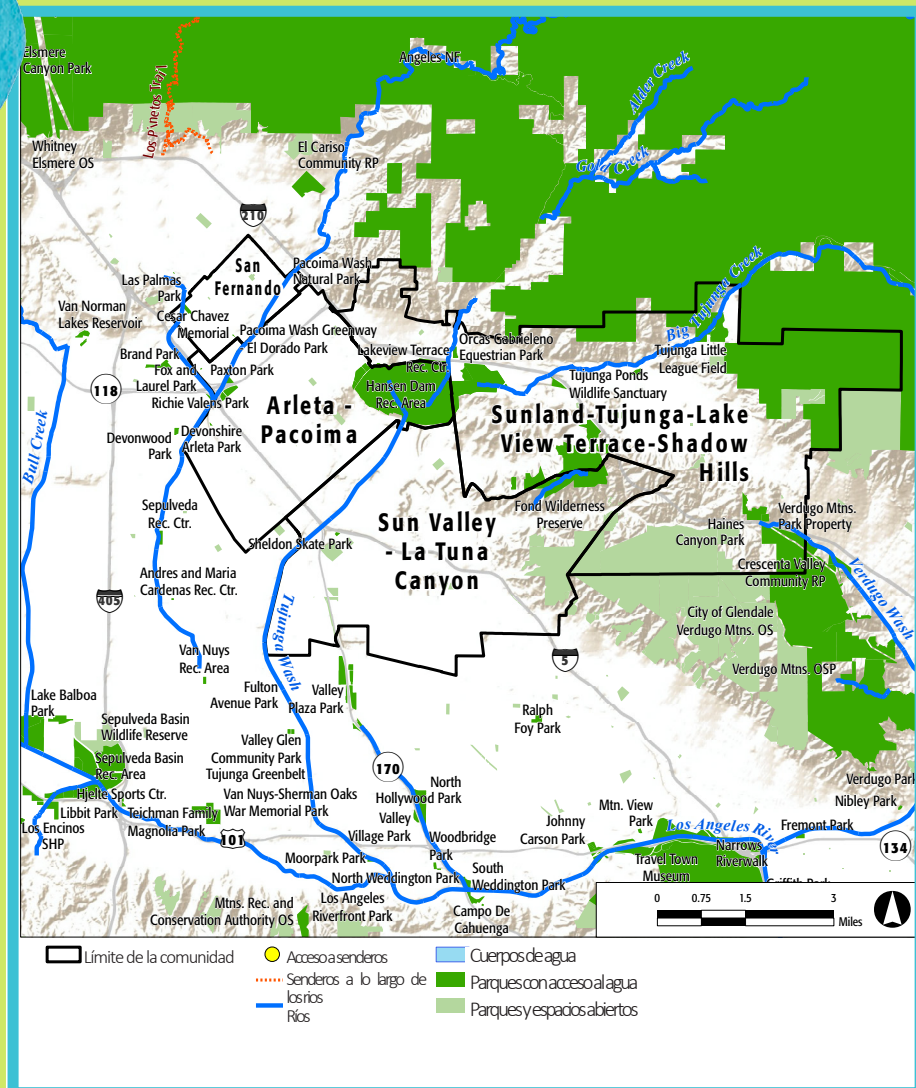 Elsmere
Canyon Park
Angeles NF
Los Pinetos Trail
Alder Creek
Whitney
Elsmere OS
El Cariso
Community RP
Gold Creek
210
San
Fernando
Pacoima Wash
Natural Park
Las Palmas
Park
Van Norman
Lakes Reservoir
Cesar Chavez
Memorial
Big Tujunga Creek
Pacoima Wash Greenway
El Dorado Park
Brand Park
Lakeview Terrace
Rec. Ctr.
Orcas Gabrieleno
Equestrian Park
Tujunga Little
League Field
Fox and
Laurel Park
Paxton Park
118
Hansen Dam
Rec. Area
Tujunga Ponds
Wildlife Sanctuary
Richie Valens Park
Arleta -
Pacoima
Sunland-Tujunga-Lake
View Terrace-Shadow
Hills
Bull Creek
Devonwood
Park
Devonshire
Arleta Park
Sepulveda
Rec. Ctr.
Fond Wilderness
Preserve
Sun Valley
- La Tuna
Canyon
Haines
Canyon Park
Verdugo Mtns.
Park Property
Sheldon Skate Park
Crescenta Valley
Community RP
Andres and Maria
Cardenas Rec. Ctr.
Verdugo Wash
405
Tujunga Wash
City of Glendale
Verdugo Mtns. OS
Van Nuys
Rec. Area
5
Verdugo Mtns. OSP
Fulton
Avenue Park
Valley
Plaza Park
Lake Balboa
Park
Sepulveda Basin
Wildlife Reserve
Ralph
Foy Park
Valley Glen
Community Park
Tujunga Greenbelt
Sepulveda Basin
Rec. Area
170
Hjelte Sports Ctr.
Van Nuys-Sherman Oaks
War Memorial Park
North
Hollywood Park
Verdugo Park
Nibley Park
Libbit Park
Teichman Family
Magnolia Park
Valley
Village Park
Johnny
Carson Park
Mtn. View
Park
Los Angeles River
Fremont Park
Los Encinos
SHP
101
Woodbridge
Park
Narrows
Riverwalk
134
Moorpark Park
Travel Town
Museum
North Weddington Park
South
Weddington Park
Griffith Park
Mtns. Rec. and
Conservation Authority OS
Los Angeles
Riverfront Park
Campo De
Cahuenga
0 0.75 1.5 3
Miles
Límite de la comunidad
Acceso a senderos
Senderos a lo largo de
los rios
Ríos
Cuerpos de agua
Parques con acceso al agua
Parques y espacios abiertos